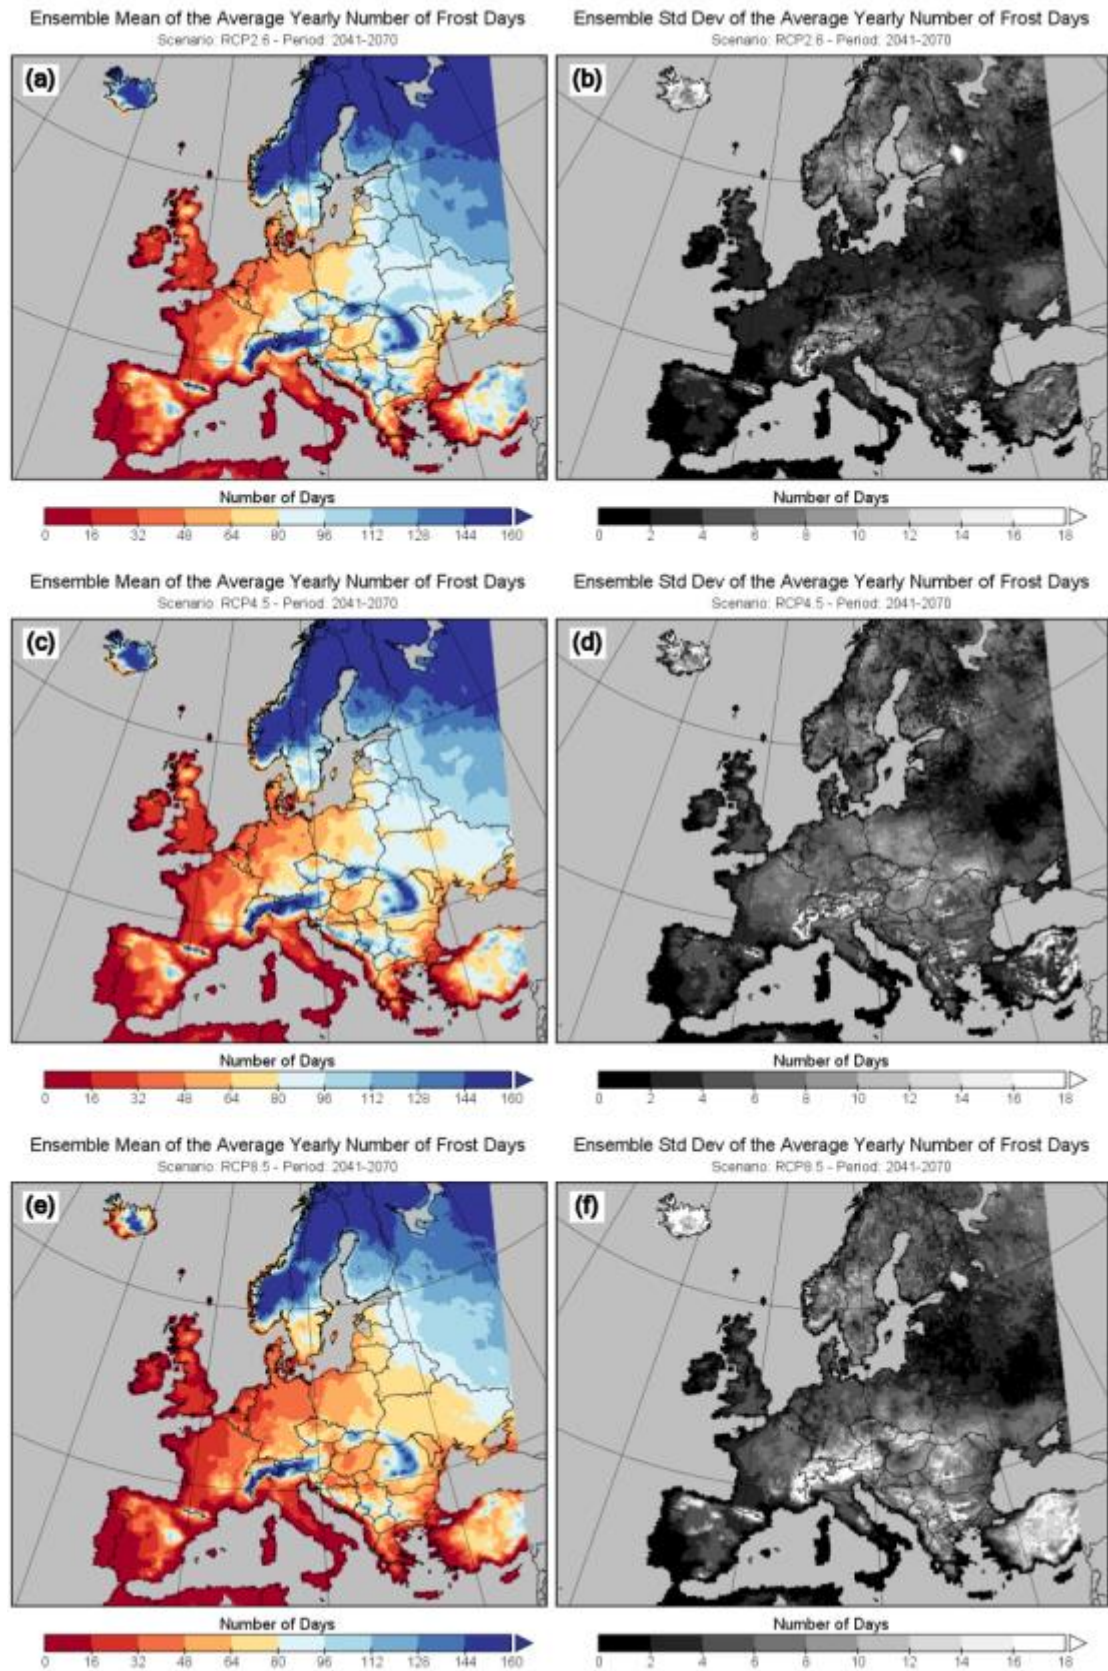 Ensemble Mean of the Average Yearly Number of Frost Days
Scenario: RCP2.6 - Period: 2041-2070
(a)
Number of Days
0 16 32 48 64 80 96 112 128 144 160
Ensemble Std Dev of the Average Yearly Number of Frost Days
Scenario: RCP2.6 - Period: 2041-2070
(b)
Number of Days
0 2 4 6 8 10 12 14 16 18
Ensemble Mean of the Average Yearly Number of Frost Days
Scenario: RCP4.5 - Period: 2041-2070
(c)
Number of Days
0 16 32 48 64 80 96 112 128 144 160
Ensemble Std Dev of the Average Yearly Number of Frost Days
Scenario: RCP4.5 - Period: 2041-2070
(d)
Number of Days
0 2 4 6 8 10 12 14 16 18
Ensemble Mean of the Average Yearly Number of Frost Days
Scenario: RCP8.5 - Period: 2041-2070
(e)
Number of Days
0 16 32 48 64 80 96 112 128 144 160
Ensemble Std Dev of the Average Yearly Number of Frost Days
Scenario: RCP8.5 - Period: 2041-2070
(f)
Number of Days
0 2 4 6 8 10 12 14 16 18